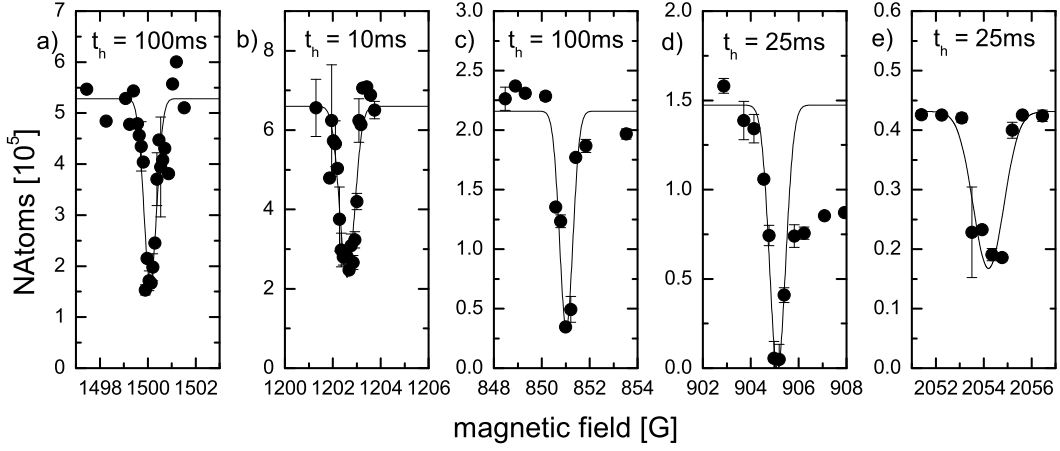 a) t_h = 100ms
b) t_h = 10ms
c) t_h = 100ms
d) t_h = 25ms
e) t_h = 25ms
NAtoms [10^5]
7
6
5
4
3
2
1
0
1498 1500 1502
8
6
4
2
0
1200 1202 1204 1206
3.0
2.5
2.0
1.5
1.0
0.5
0.0
848 850 852 854
2.0
1.5
1.0
0.5
0.0
902 904 906 908
0.6
0.5
0.4
0.3
0.2
0.1
0.0
2052 2054 2056
magnetic field [G]